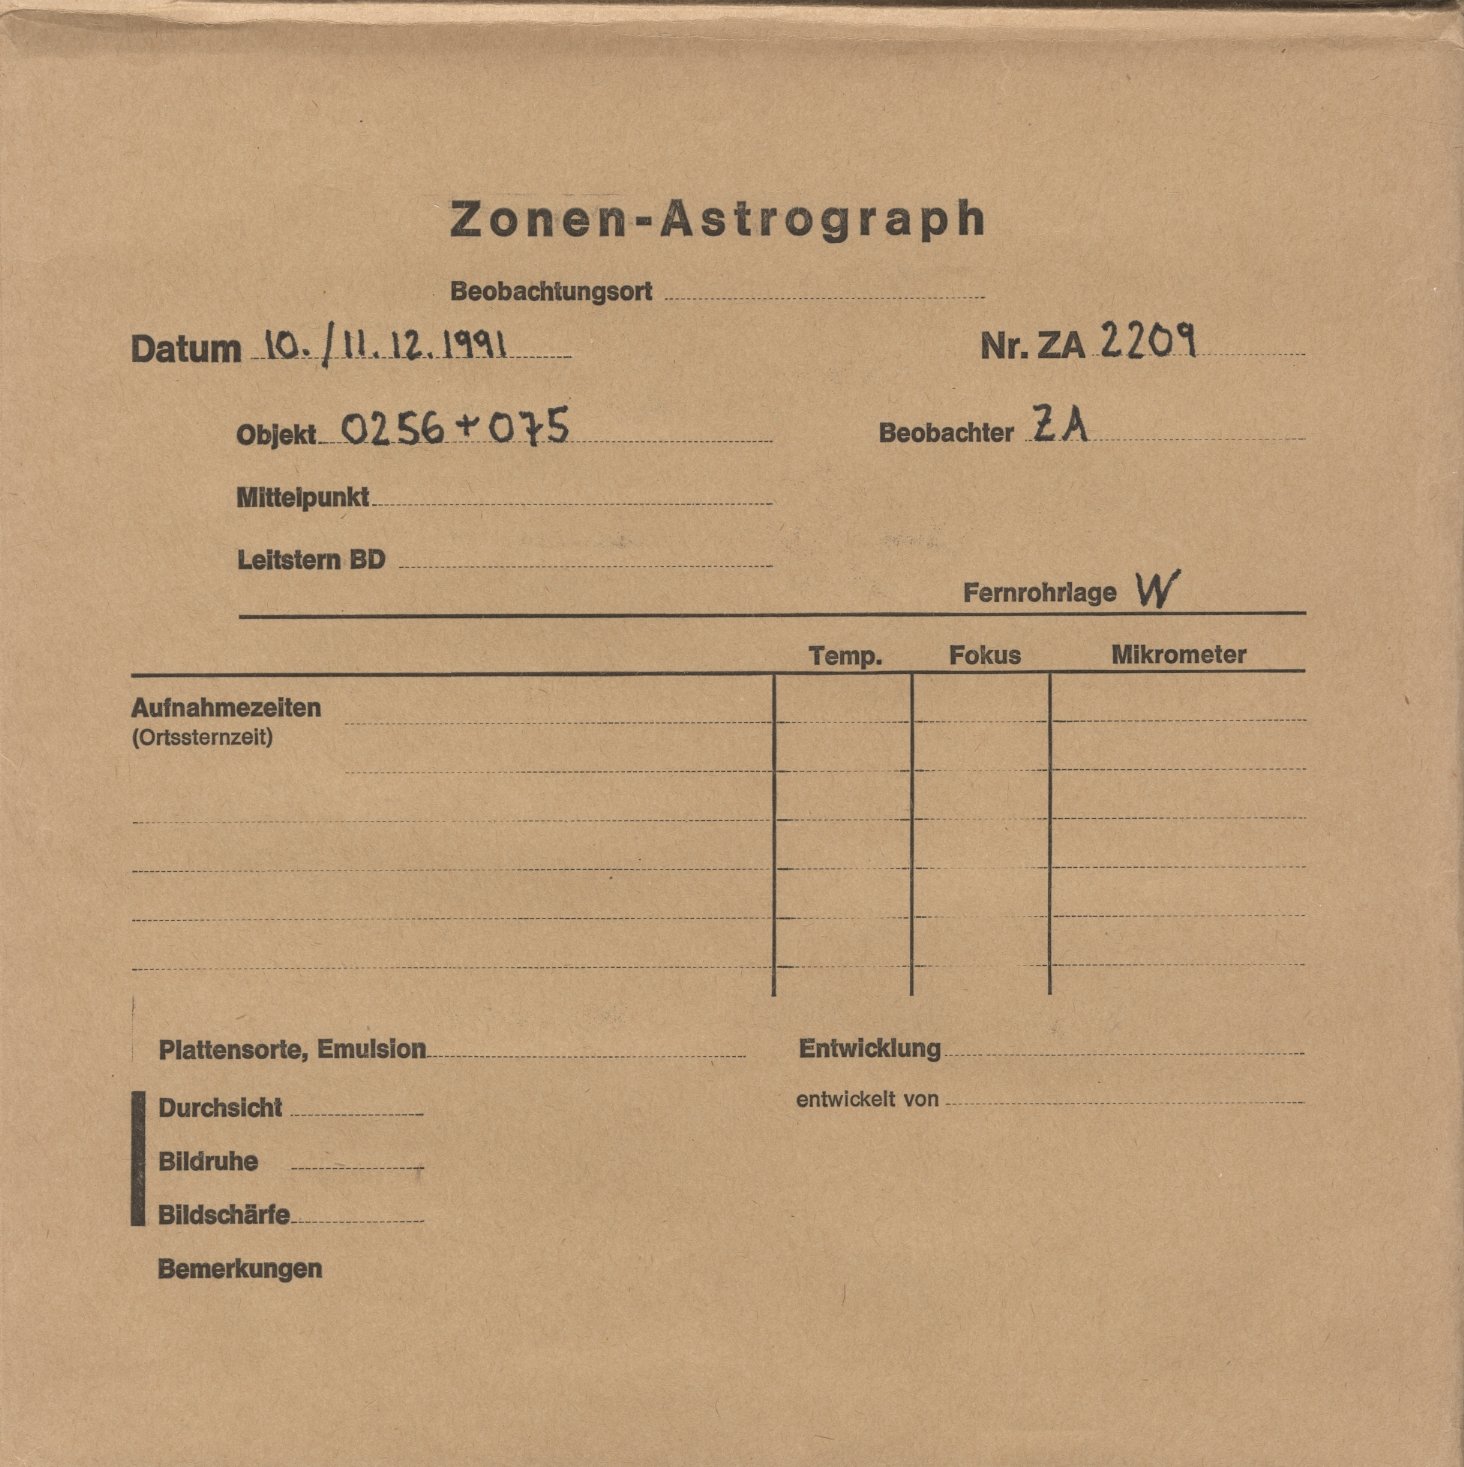 Zonen-Astrograph
Beobachtungsort
Datum 10./11.12.1991 Nr. ZA 2209
Objekt 0256+075 Beobachter ZA
Mittelpunkt
Leitstern BD
Fernrohrlage W
Temp. Fokus Mikrometer
Aufnahmezeiten
(Ortssternzeit)
Plattensorte, Emulsion Entwicklung
Durchsicht entwickelt von
Bildruhe
Bildschärfe
Bemerkungen